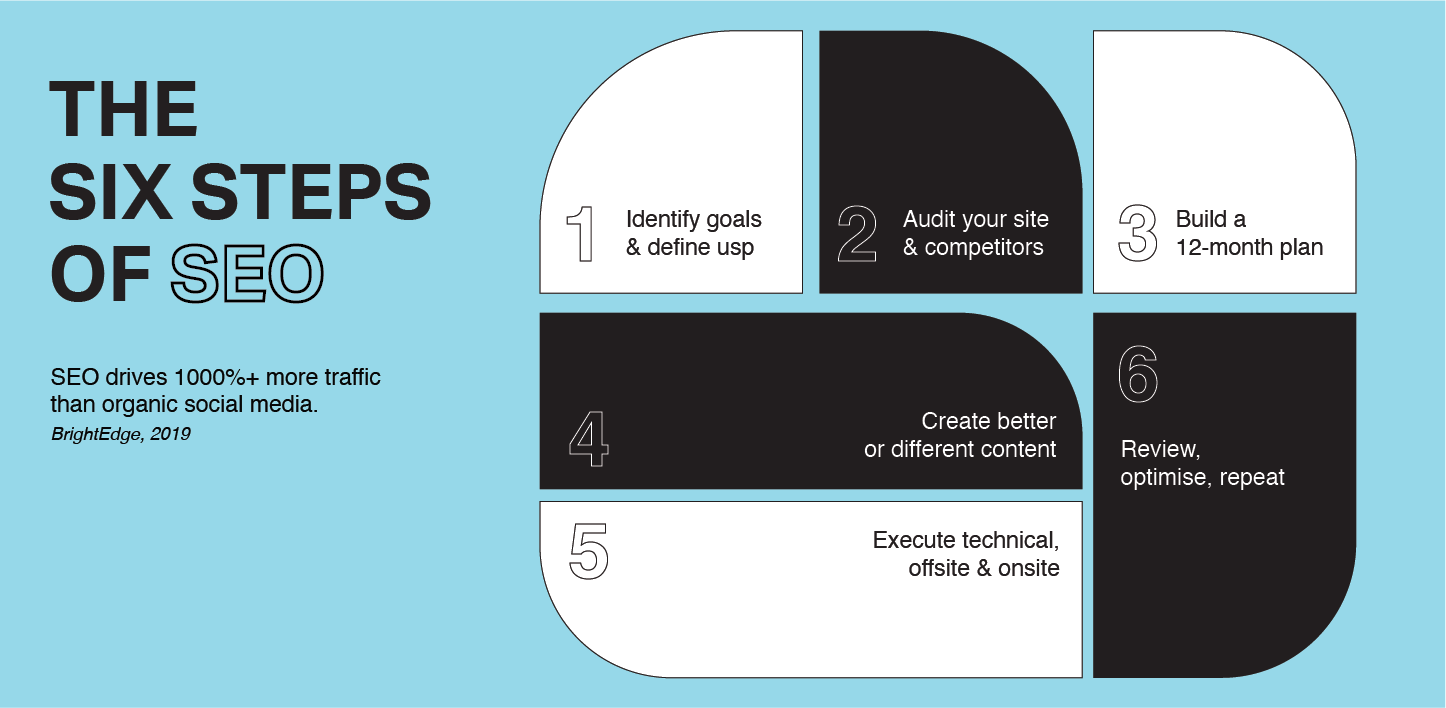 THE
SIX STEPS
OF SEO
SEO drives 1000%+ more traffic
than organic social media.
BrightEdge, 2019
1
Identify goals
& define usp
2
Audit your site
& competitors
3
Build a
12-month plan
4
Create better
or different content
5
Execute technical,
offsite & onsite
6
Review,
optimise, repeat